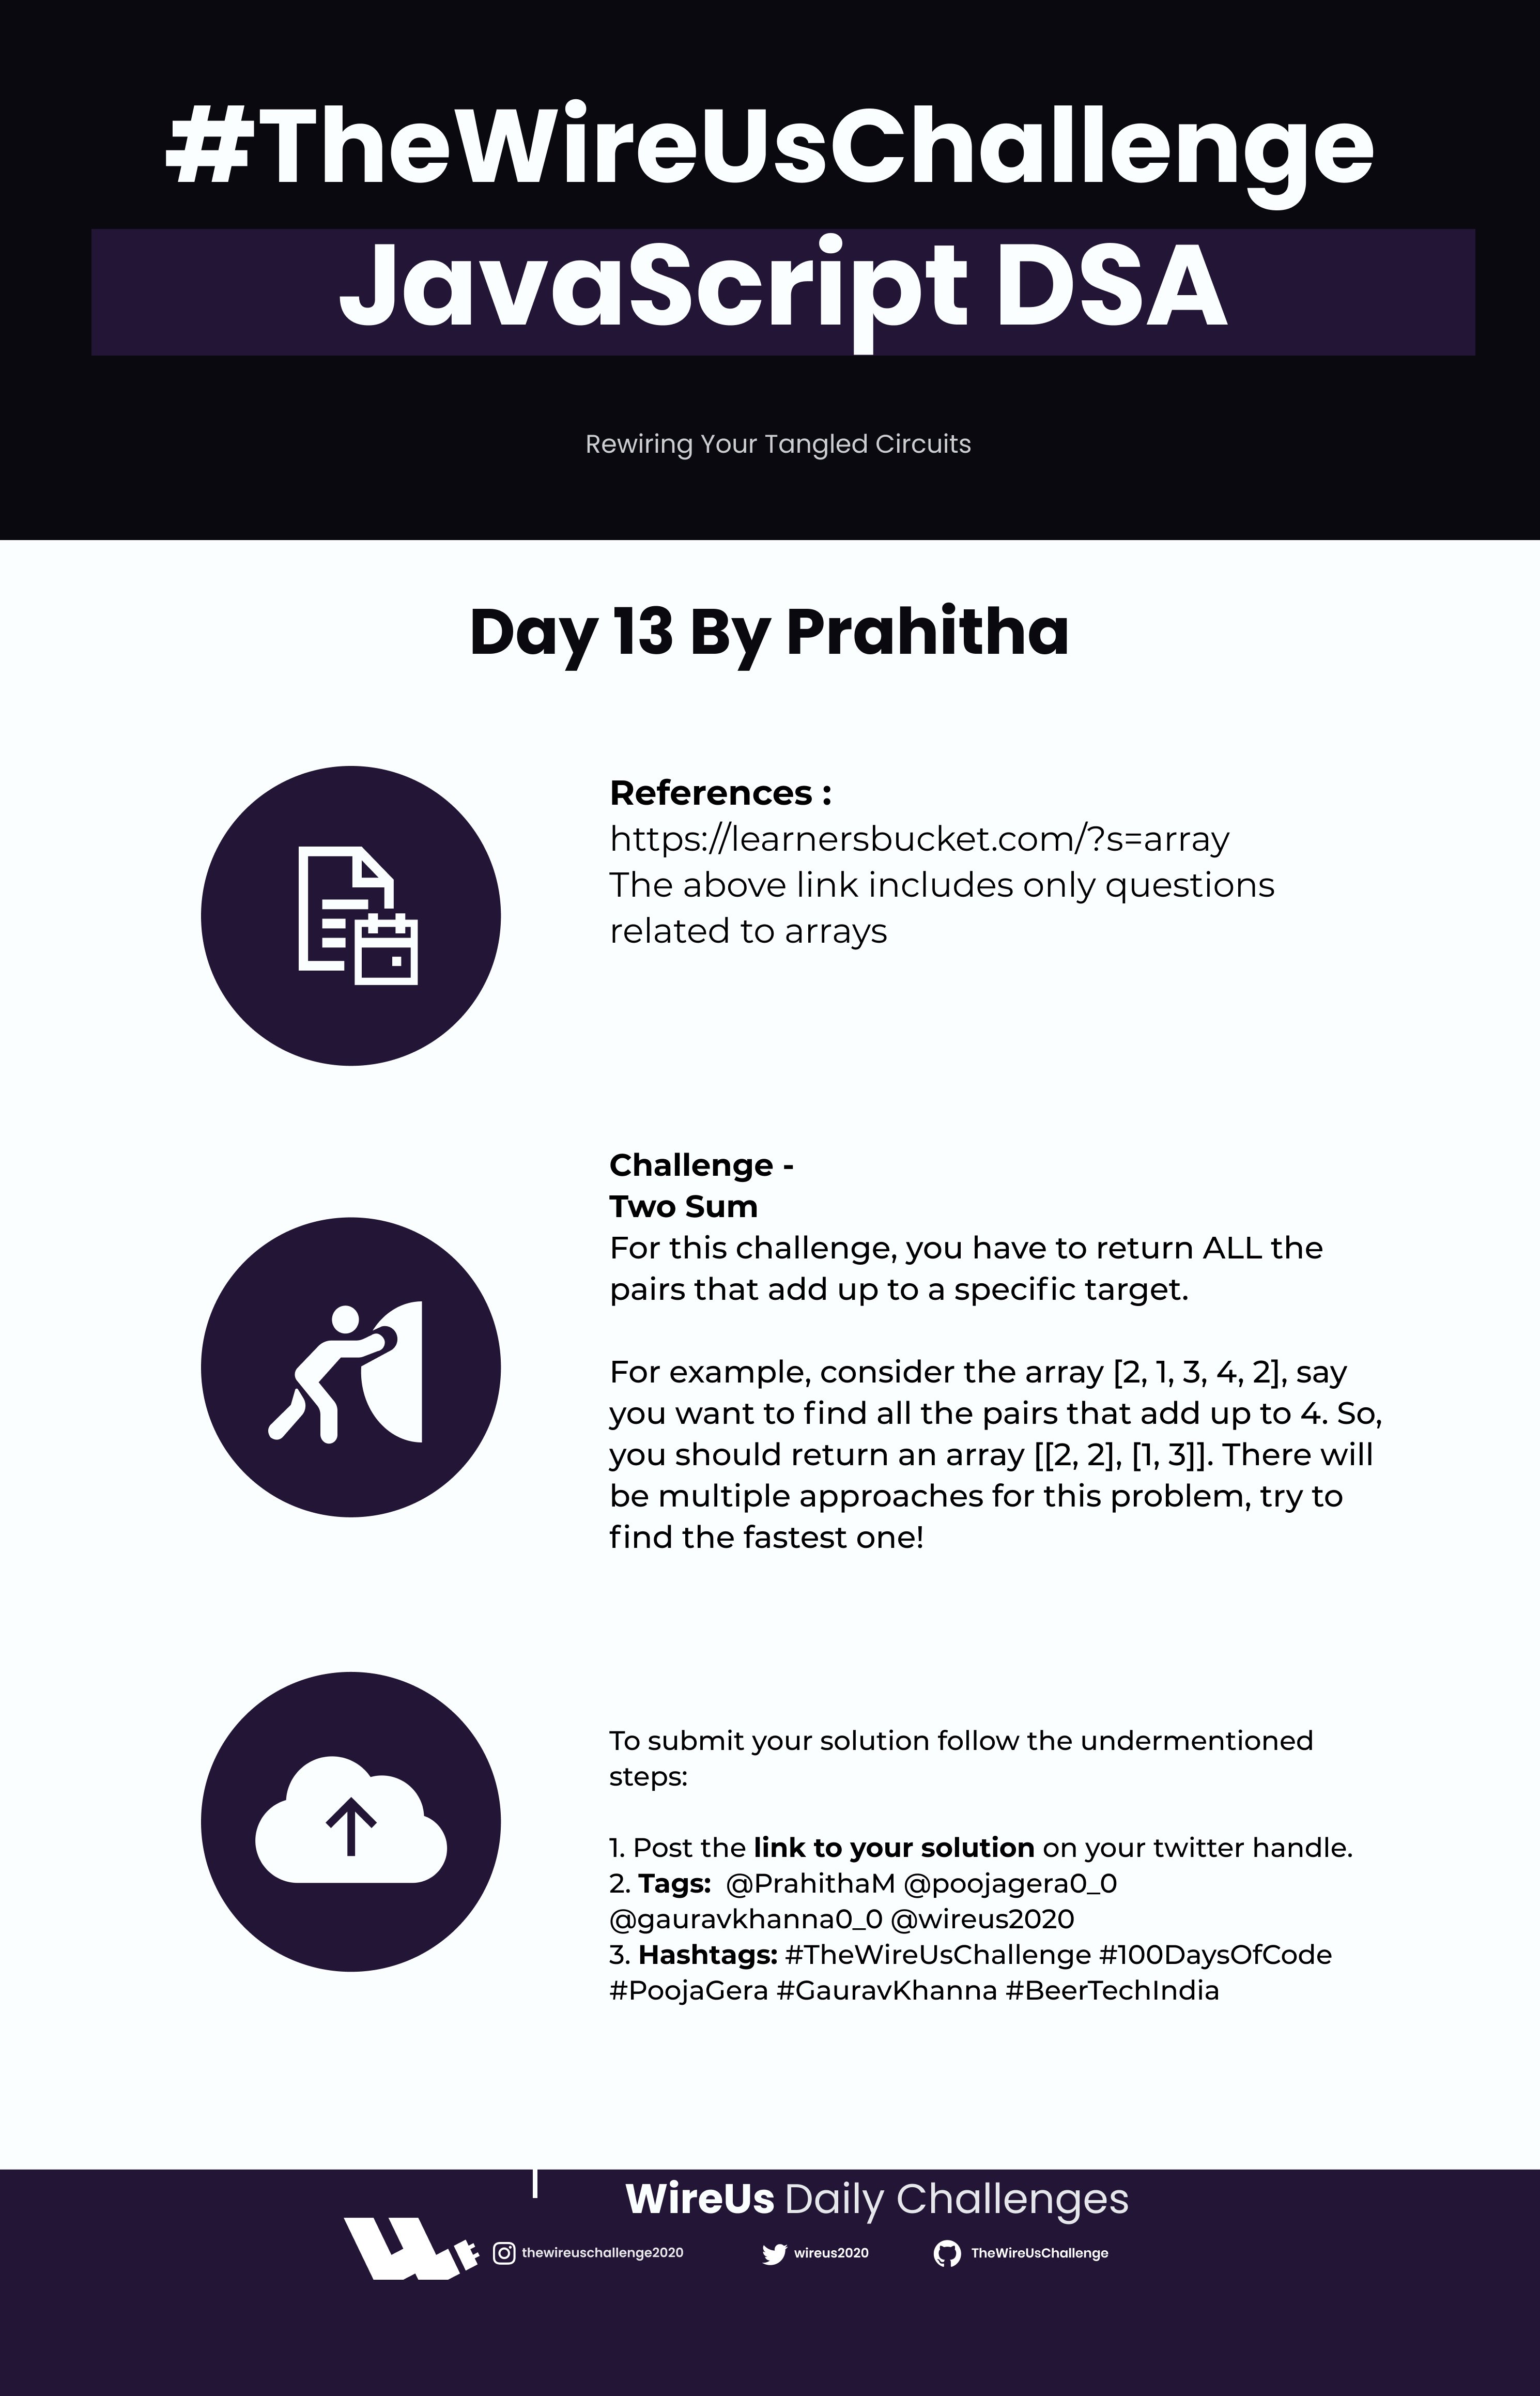 #TheWireUsChallenge
JavaScript DSA
Rewiring Your Tangled Circuits
Day 13 By Prahitha
References :
https://learnersbucket.com/?s=array
The above link includes only questions
related to arrays
Challenge -
Two Sum
For this challenge, you have to return ALL the
pairs that add up to a specific target.
For example, consider the array [2, 1, 3, 4, 2], say
you want to find all the pairs that add up to 4. So,
you should return an array [[2, 2], [1, 3]]. There will
be multiple approaches for this problem, try to
find the fastest one!
To submit your solution follow the undermentioned
steps:
1. Post the link to your solution on your twitter handle.
2. Tags: @PrahithaM @poojagera0_0
@gauravkhanna0_0 @wireus2020
3. Hashtags: #TheWireUsChallenge #100DaysOfCode
#PoojaGera #GauravKhanna #BeerTechIndia
WireUs Daily Challenges
thewireuschallenge2020 wireus2020 TheWireUsChallenge